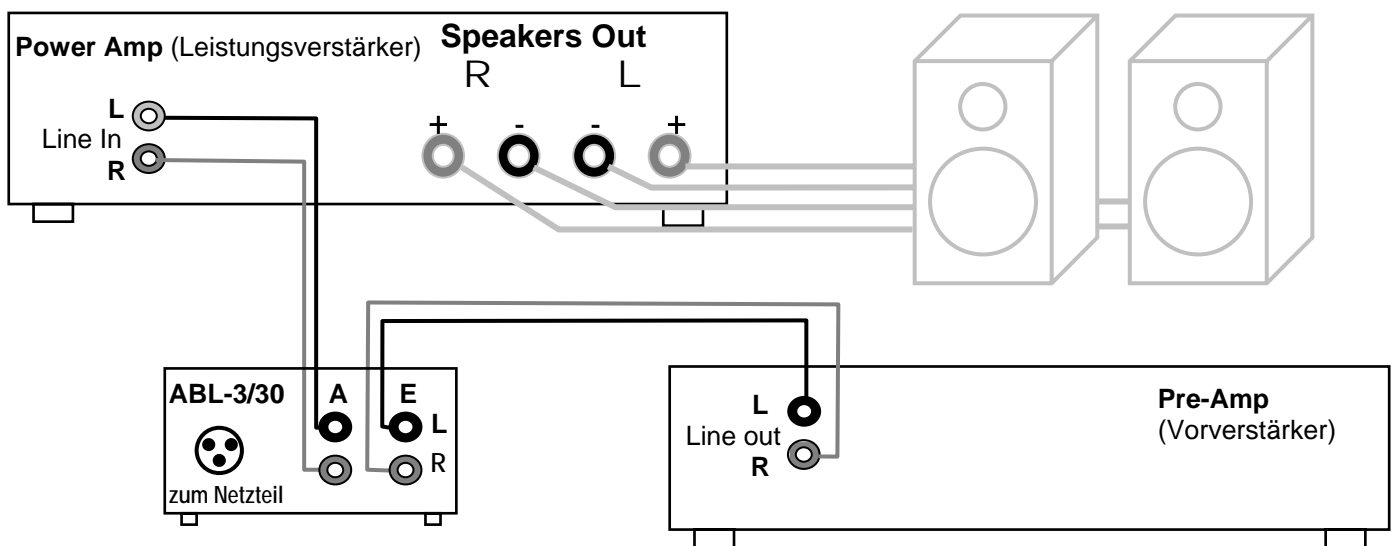 Power Amp (Leistungsverstärker)
Speakers Out
R L
L
Line In
R
+ - - +
ABL-3/30 A E
L
R
zum Netzteil
L
Line out
R
Pre-Amp
(Vorverstärker)